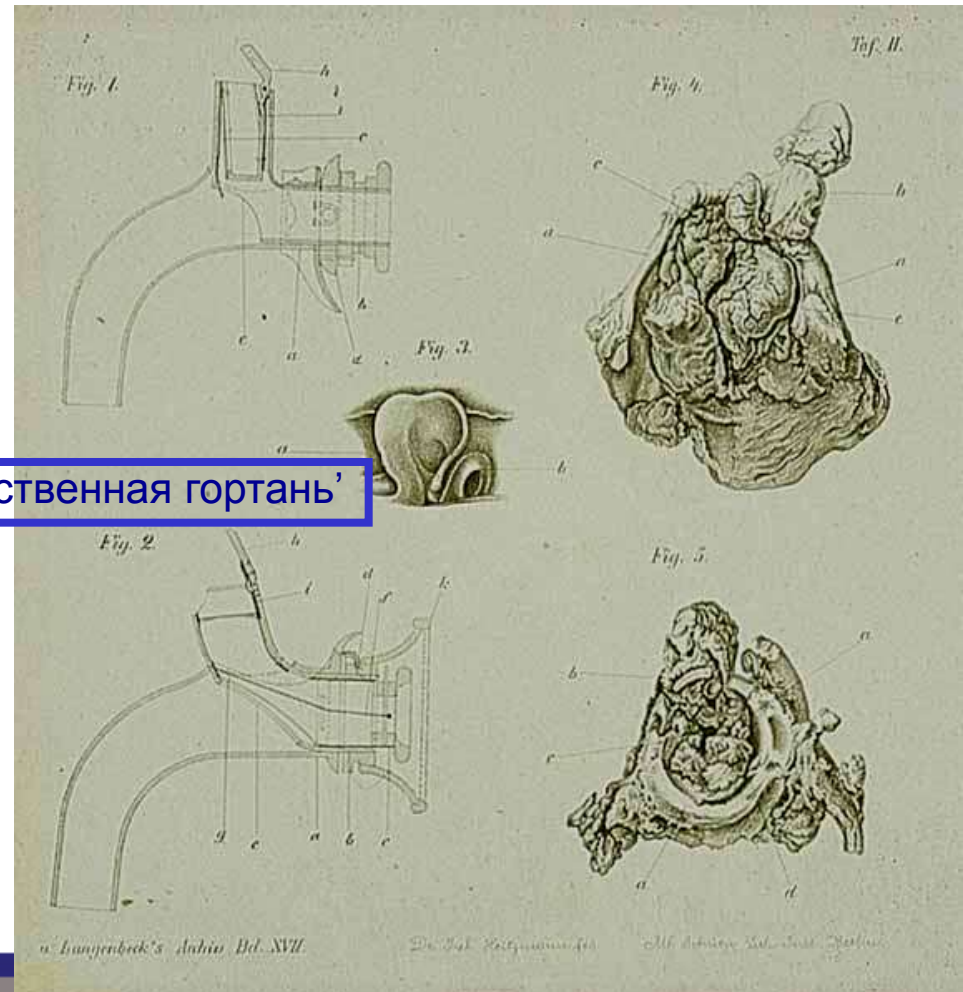 Taf. II.
Fig. 1.
h
l
i
c
e
a
d
h
Fig. 4.
c
a
b
a
e
Fig. 3.
a
b
ственная гортань’
Fig. 2.
h
i
d
f
k
g
e
a
b
c
Fig. 5.
b
a
c
a
d
v. Langenbeck's Archiv Bd. XVII.